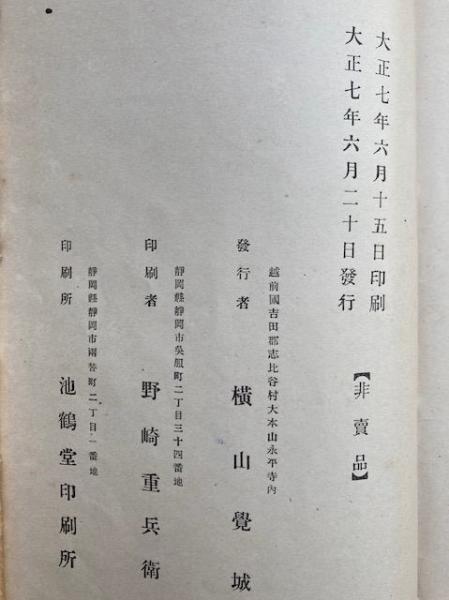 大正七年六月十五日印刷
大正七年六月二十日發行
【非賣品】
越前國吉田郡志比谷村大本山永平寺內
發行者 橫山覺城
靜岡縣靜岡市吳服町二丁目三十四番地
印刷者 野崎重兵衛
靜岡縣靜岡市兩替町二丁目一番地
印刷所 池鶴堂印刷所